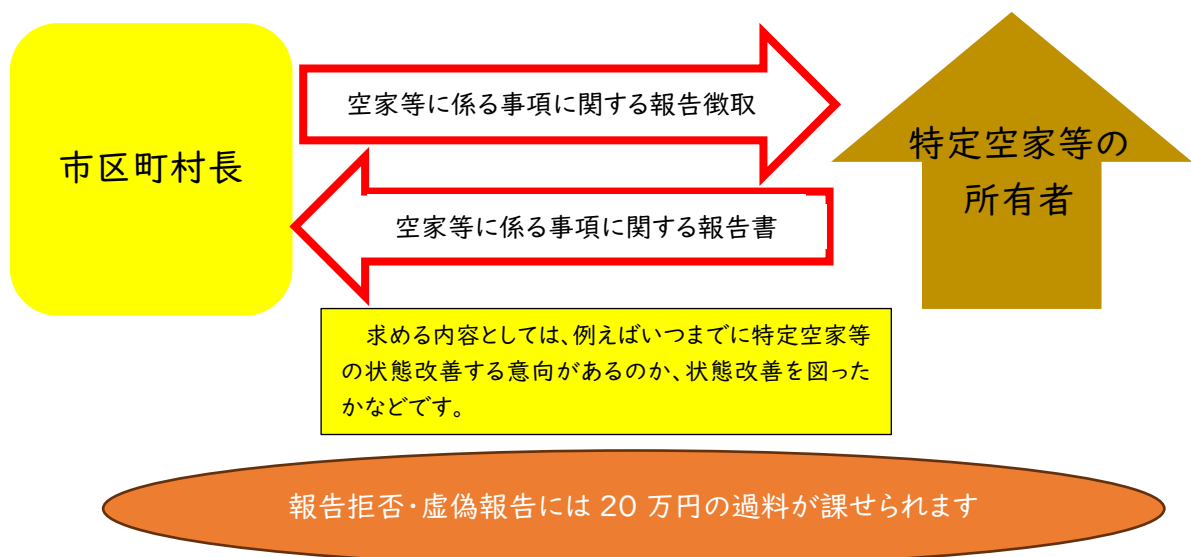 市区町村長
空家等に係る事項に関する報告徴取
空家等に係る事項に関する報告書
特定空家等の
所有者
求める内容としては、例えばいつまでに特定空家等
の状態改善する意向があるのか、状態改善を図った
かなどです。
報告拒否・虚偽報告には 20 万円の過料が課せられます